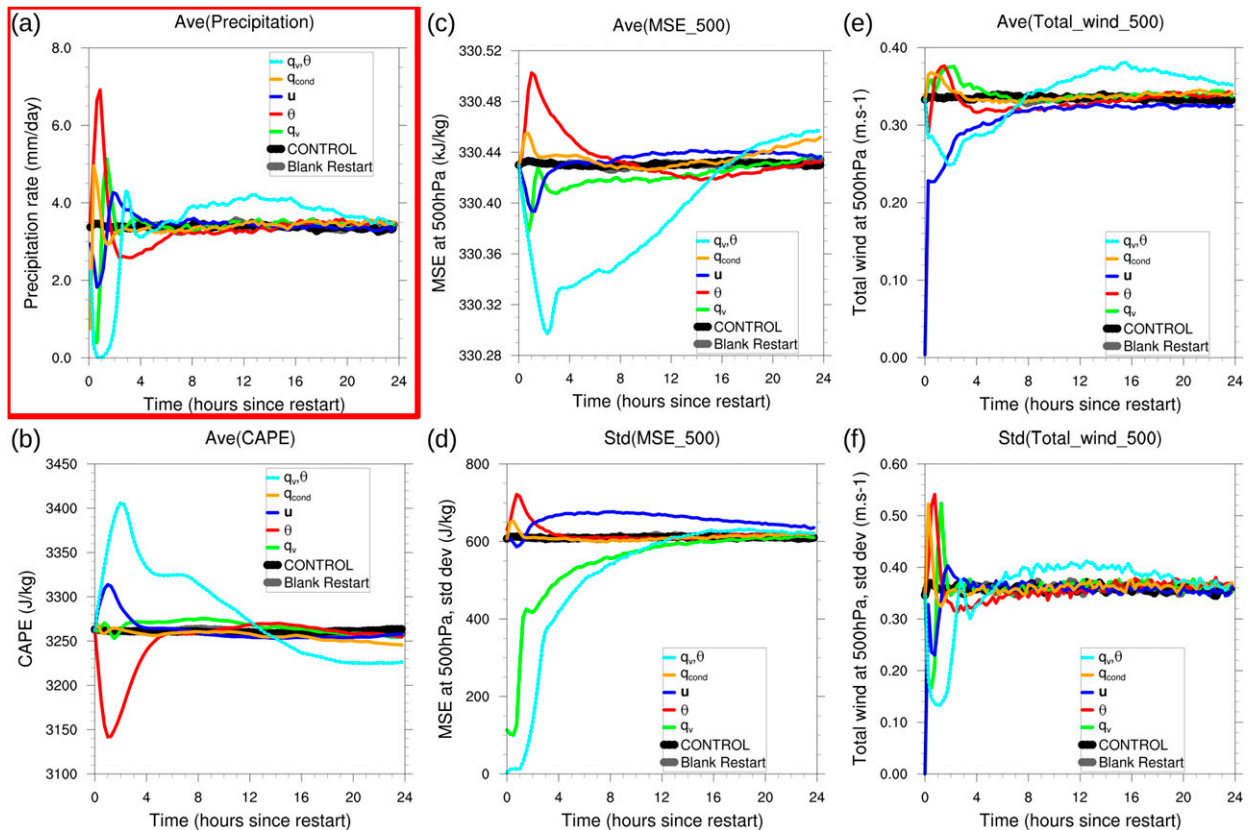 (a)
Ave(Precipitation)
8.0
6.0
4.0
2.0
0.0
Precipitation rate (mm/day)
qv,θ
qcond
u
θ
qv
CONTROL
Blank Restart
0 4 8 12 16 20 24
Time (hours since restart)
(b)
Ave(CAPE)
3450
3400
3350
3300
3250
3200
3150
3100
CAPE (J/kg)
qv,θ
qcond
u
θ
qv
CONTROL
Blank Restart
0 4 8 12 16 20 24
Time (hours since restart)
(c)
Ave(MSE_500)
330.52
330.48
330.44
330.40
330.36
330.32
330.28
MSE at 500hPa (kJ/kg)
qv,θ
qcond
u
θ
qv
CONTROL
Blank Restart
0 4 8 12 16 20 24
Time (hours since restart)
(d)
Std(MSE_500)
800
600
400
200
0
MSE at 500hPa, std dev (J/kg)
qv,θ
qcond
u
θ
qv
CONTROL
Blank Restart
0 4 8 12 16 20 24
Time (hours since restart)
(e)
Ave(Total_wind_500)
0.40
0.30
0.20
0.10
0.00
Total wind at 500hPa (m.s-1)
qv,θ
qcond
u
θ
qv
CONTROL
Blank Restart
0 4 8 12 16 20 24
Time (hours since restart)
(f)
Std(Total_wind_500)
0.60
0.50
0.40
0.30
0.20
0.10
0.00
Total wind at 500hPa, std dev (m.s-1)
qv,θ
qcond
u
θ
qv
CONTROL
Blank Restart
0 4 8 12 16 20 24
Time (hours since restart)